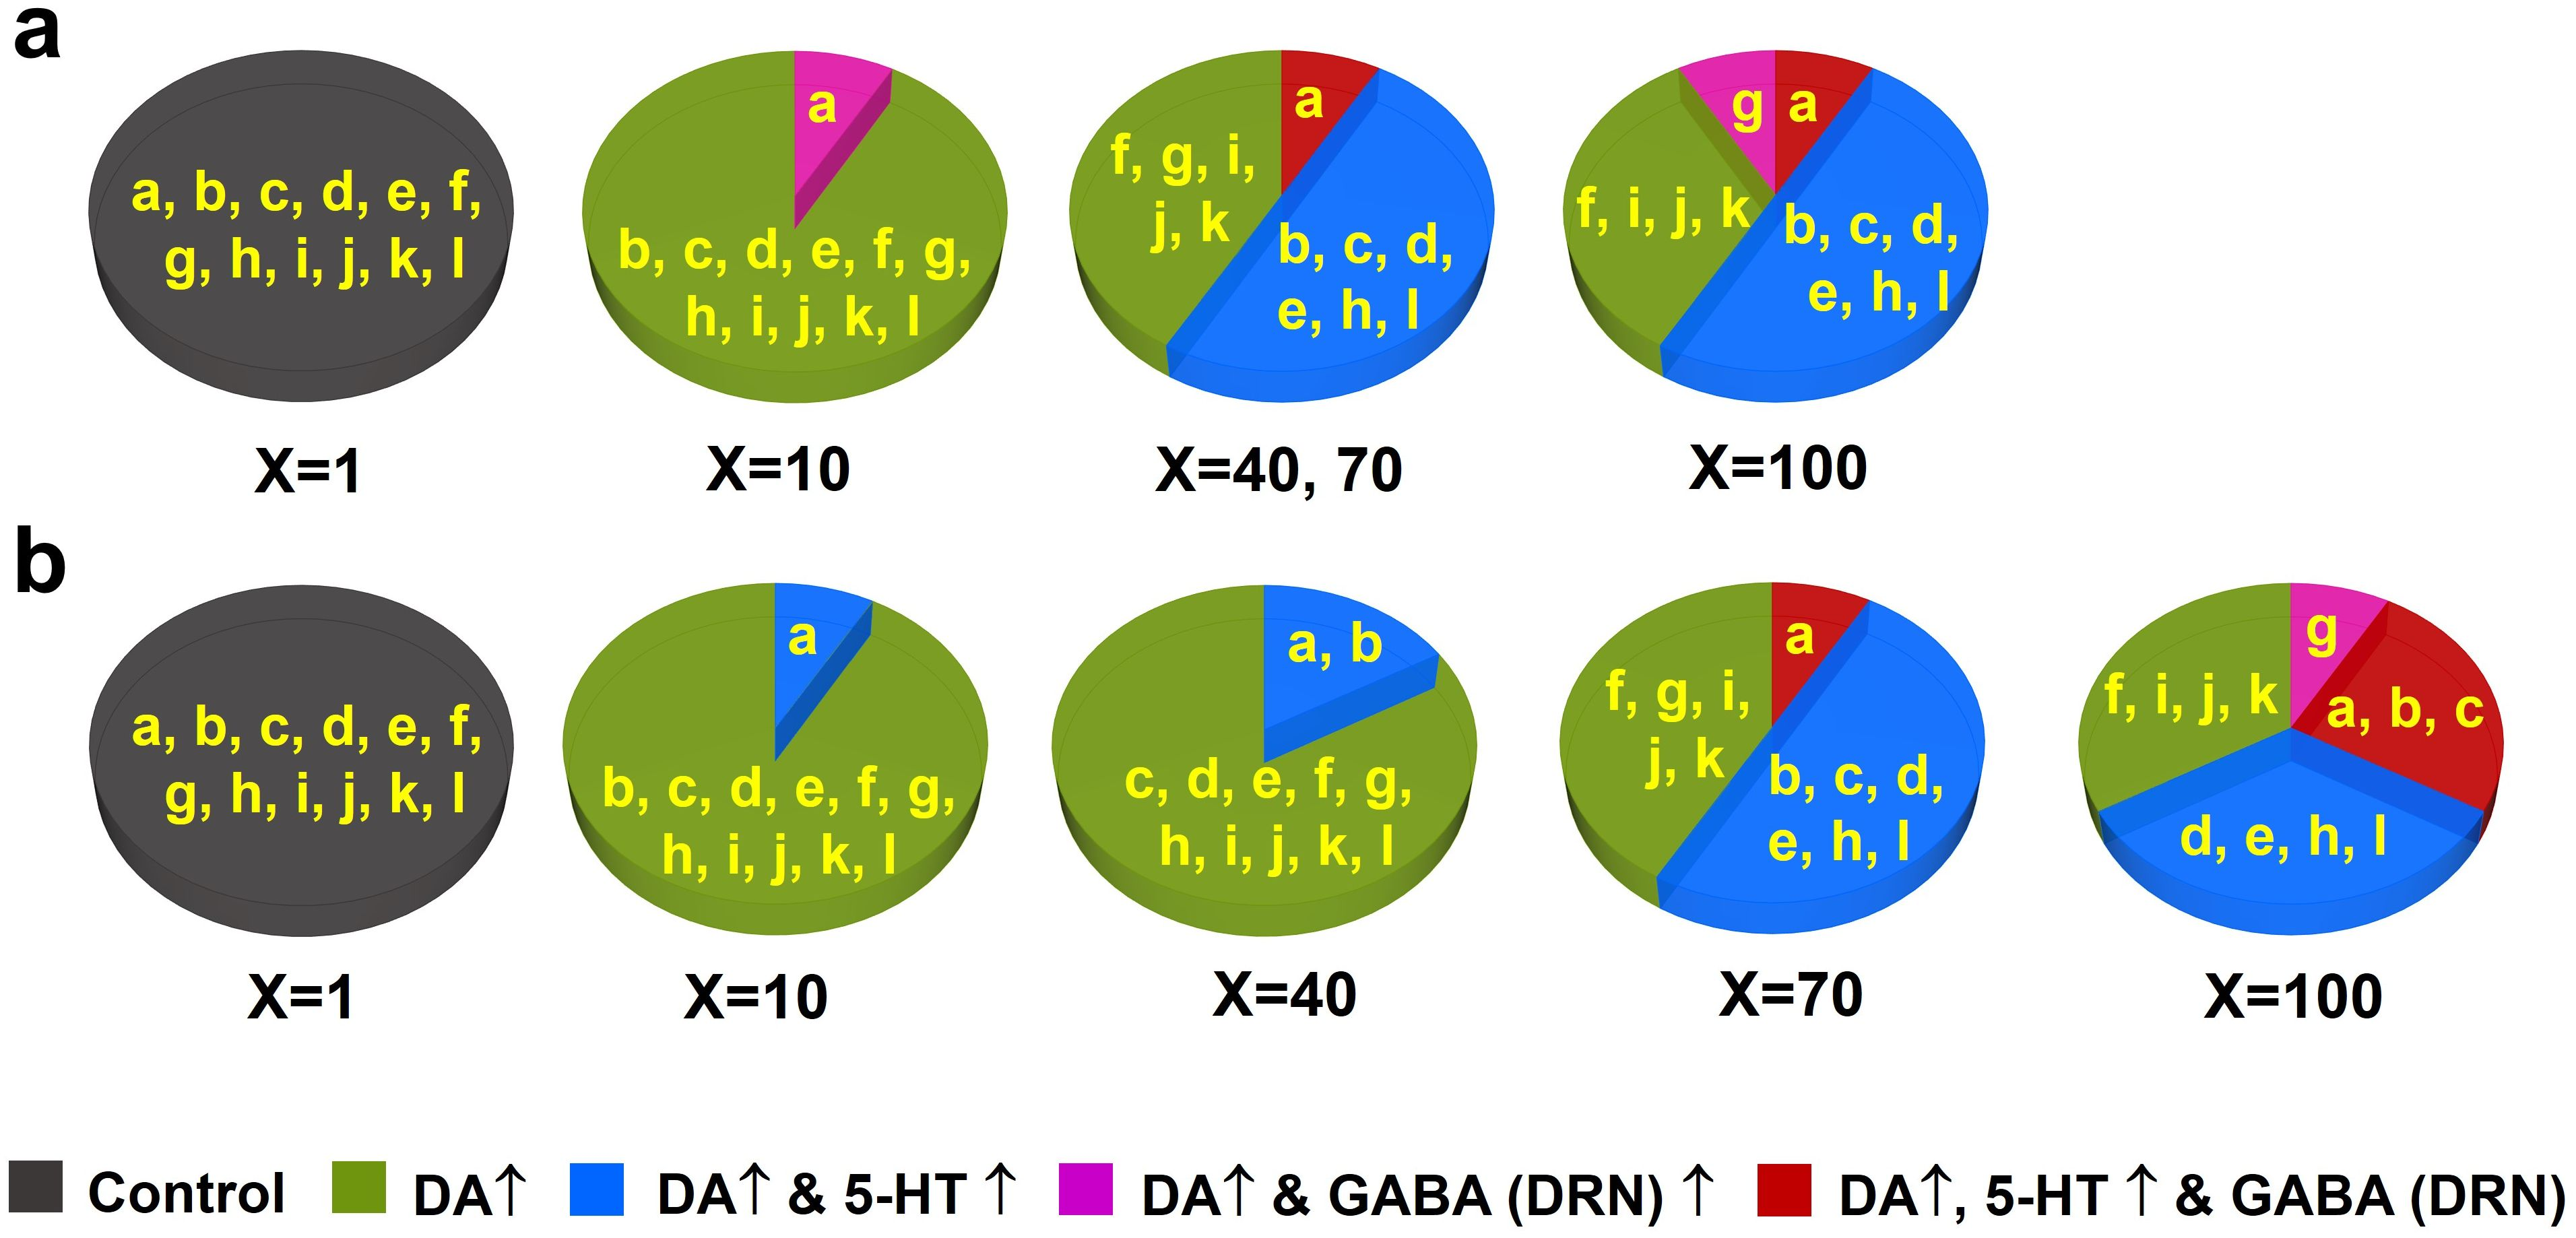 a
a, b, c, d, e, f,
g, h, i, j, k, l
a
b, c, d, e, f, g,
h, i, j, k, l
a
f, g, i,
j, k
b, c, d,
e, h, l
g
a
f, i, j, k
b, c, d,
e, h, l
X=1
X=10
X=40, 70
X=100
b
a, b, c, d, e, f,
g, h, i, j, k, l
a
b, c, d, e, f, g,
h, i, j, k, l
a, b
c, d, e, f, g,
h, i, j, k, l
a
f, g, i,
j, k
b, c, d,
e, h, l
g
f, i, j, k
a, b, c
d, e, h, l
X=1
X=10
X=40
X=70
X=100
Control
DA↑
DA↑ & 5-HT ↑
DA↑ & GABA (DRN) ↑
DA↑, 5-HT ↑ & GABA (DRN)